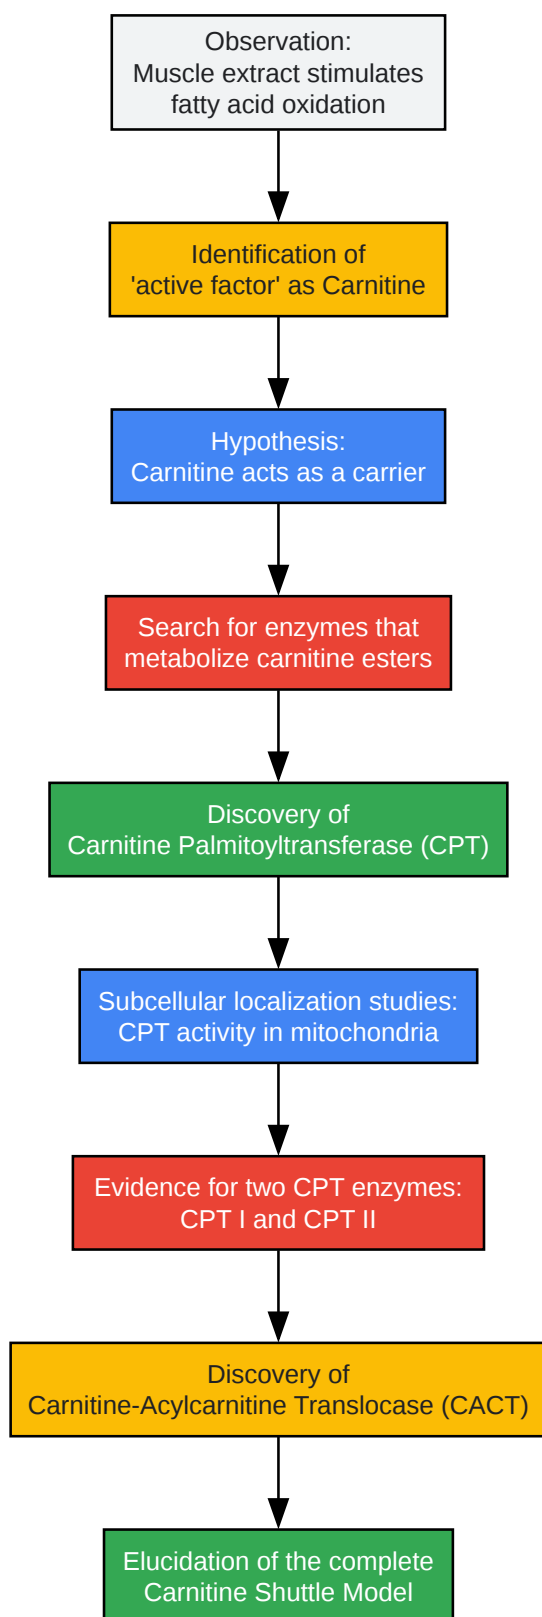 Observation:
Muscle extract stimulates
fatty acid oxidation
Identification of
'active factor' as Carnitine
Hypothesis:
Carnitine acts as a carrier
Search for enzymes that
metabolize carnitine esters
Discovery of
Carnitine Palmitoyltransferase (CPT)
Subcellular localization studies:
CPT activity in mitochondria
Evidence for two CPT enzymes:
CPT I and CPT II
Discovery of
Carnitine-Acylcarnitine Translocase (CACT)
Elucidation of the complete
Carnitine Shuttle Model